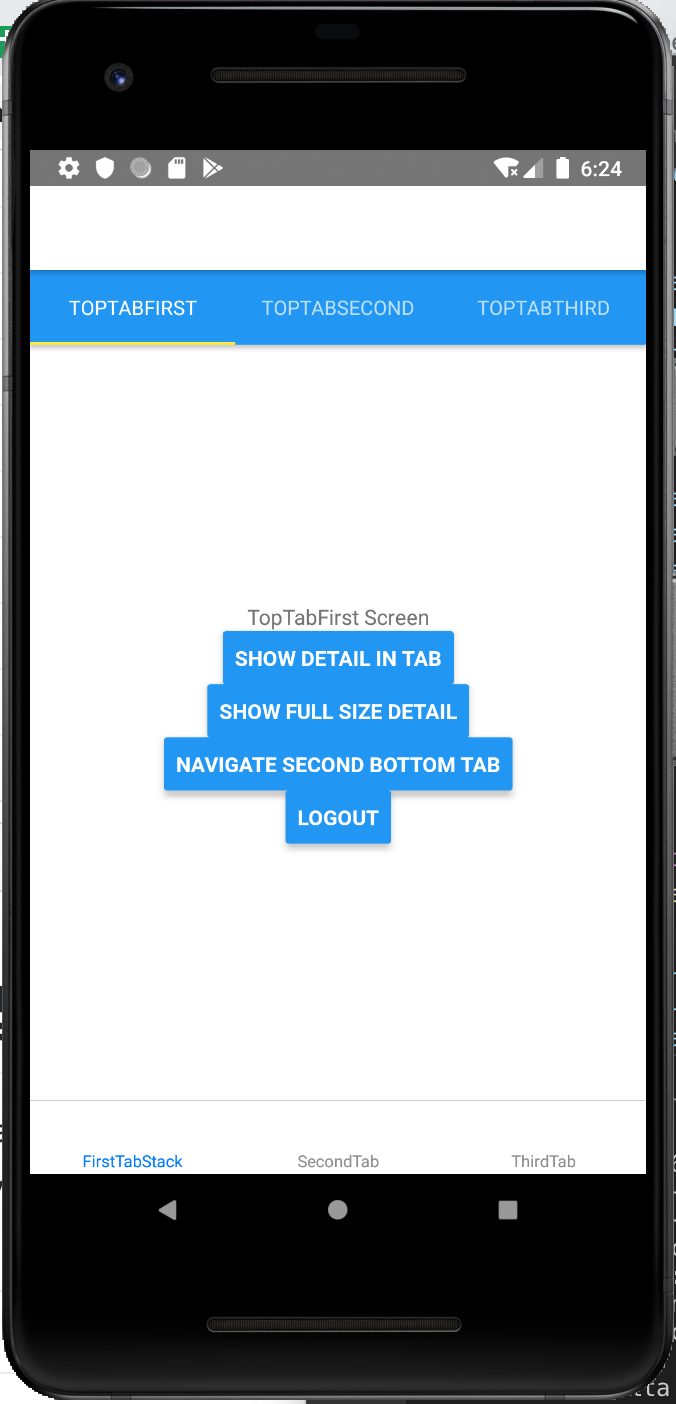 6:24
TOPTABFIRST TOPTABSECOND TOPTABTHIRD
TopTabFirst Screen
SHOW DETAIL IN TAB
SHOW FULL SIZE DETAIL
NAVIGATE SECOND BOTTOM TAB
LOGOUT
FirstTabStack SecondTab ThirdTab